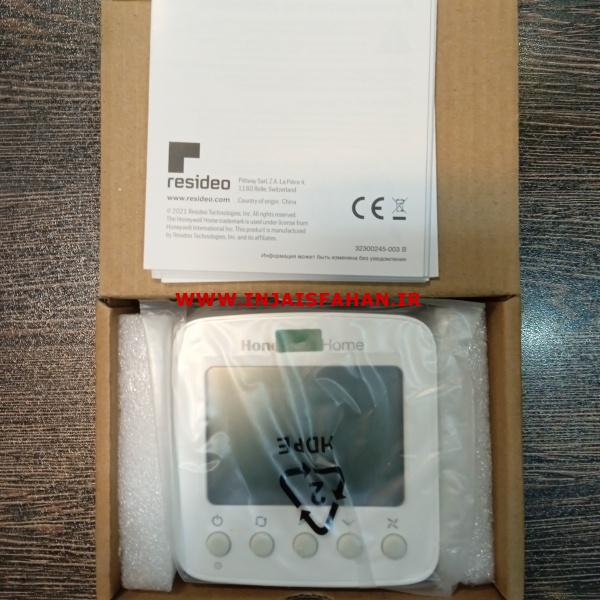 resideo
www.resideo.com
Pittway Sarl, Z.A. La Pièce 4,
1180 Rolle, Switzerland
Country of origin: China
© 2021 Resideo Technologies, Inc. All rights reserved.
The Honeywell Home trademark is used under license from
Honeywell International Inc. This product is manufactured
by Resideo Technologies, Inc. and its affiliates.
CE
32300245-003 B
Информация может быть изменена без уведомления
WWW.INJAISFAHAN.IR
Home
HDPE
2